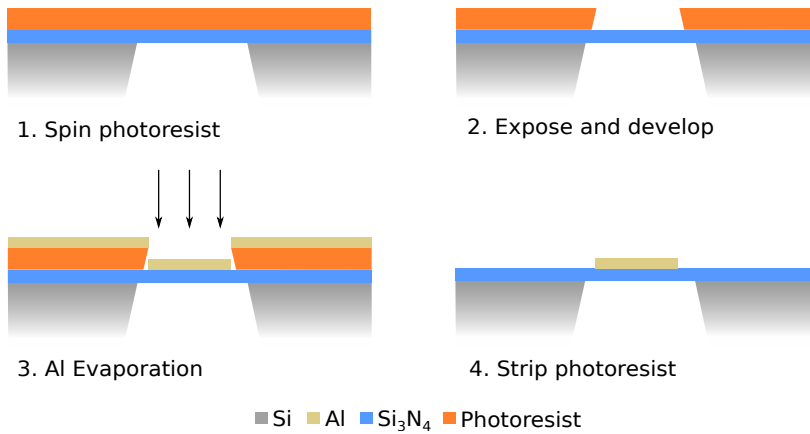 1. Spin photoresist
2. Expose and develop
3. Al Evaporation
4. Strip photoresist
Si Al Si₃N₄ Photoresist